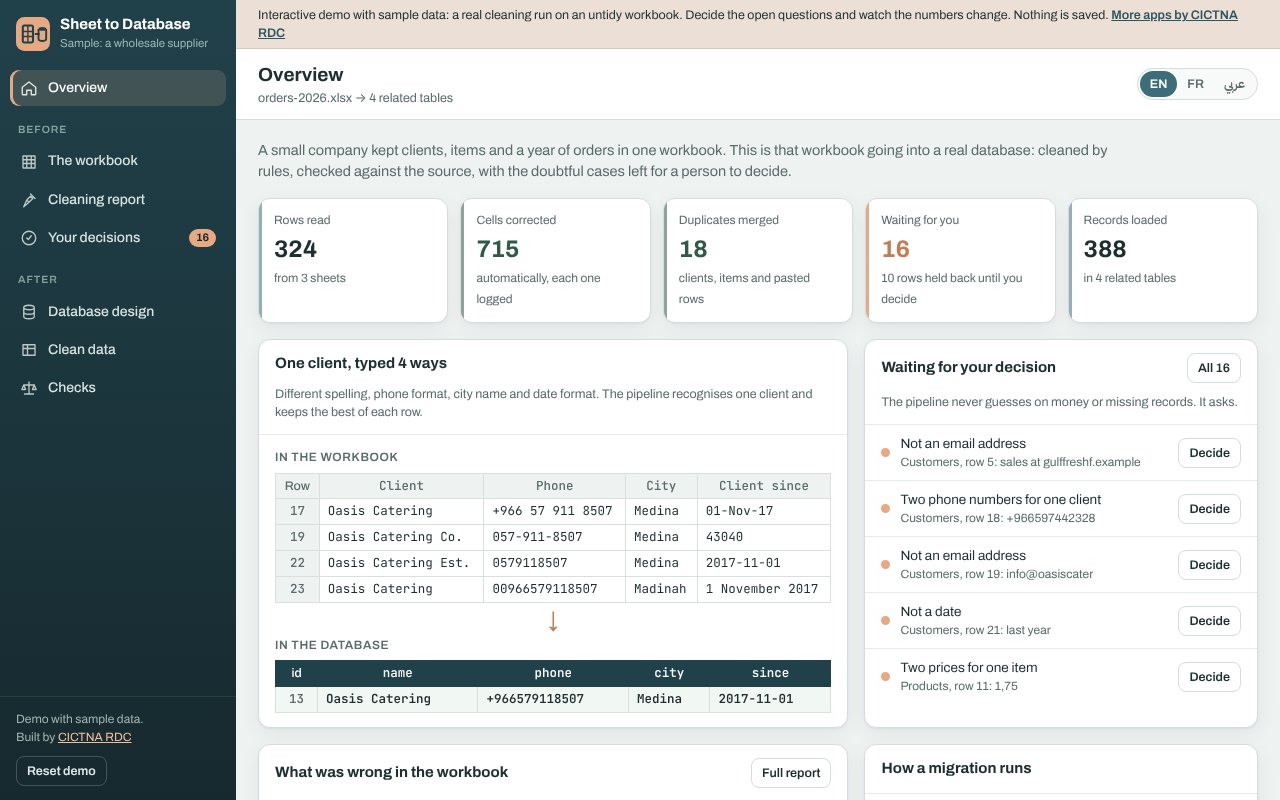 Sheet to Database
Sample: a wholesale supplier
Overview
BEFORE
The workbook
Cleaning report
Your decisions 16
AFTER
Database design
Clean data
Checks
Demo with sample data.
Built by CICTNA RDC
Reset demo
Interactive demo with sample data: a real cleaning run on an untidy workbook. Decide the open questions and watch the numbers change. Nothing is saved. More apps by CICTNA
RDC
Overview
orders-2026.xlsx → 4 related tables
EN FR عربي
A small company kept clients, items and a year of orders in one workbook. This is that workbook going into a real database: cleaned by
rules, checked against the source, with the doubtful cases left for a person to decide.
Rows read
324
from 3 sheets
Cells corrected
715
automatically, each one
logged
Duplicates merged
18
clients, items and pasted
rows
Waiting for you
16
10 rows held back until you
decide
Records loaded
388
in 4 related tables
One client, typed 4 ways
Different spelling, phone format, city name and date format. The pipeline recognises one client and
keeps the best of each row.
IN THE WORKBOOK
Row Client Phone City Client since
17 Oasis Catering +966 57 911 8507 Medina 01-Nov-17
19 Oasis Catering Co. 057-911-8507 Medina 43040
22 Oasis Catering Est. 0579118507 Medina 2017-11-01
23 Oasis Catering 00966579118507 Madinah 1 November 2017
↓
IN THE DATABASE
id name phone city since
13 Oasis Catering +966579118507 Medina 2017-11-01
Waiting for your decision All 16
The pipeline never guesses on money or missing records. It asks.
Not an email address
Customers, row 5: sales at gulffreshf.example
Decide
Two phone numbers for one client
Customers, row 18: +966597442328
Decide
Not an email address
Customers, row 19: info@oasiscater
Decide
Not a date
Customers, row 21: last year
Decide
Two prices for one item
Products, row 11: 1,75
Decide
What was wrong in the workbook Full report
How a migration runs